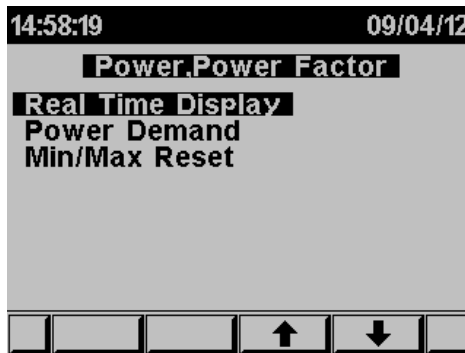 14:58:19 09/04/12
Power,Power Factor
Real Time Display
Power Demand
Min/Max Reset